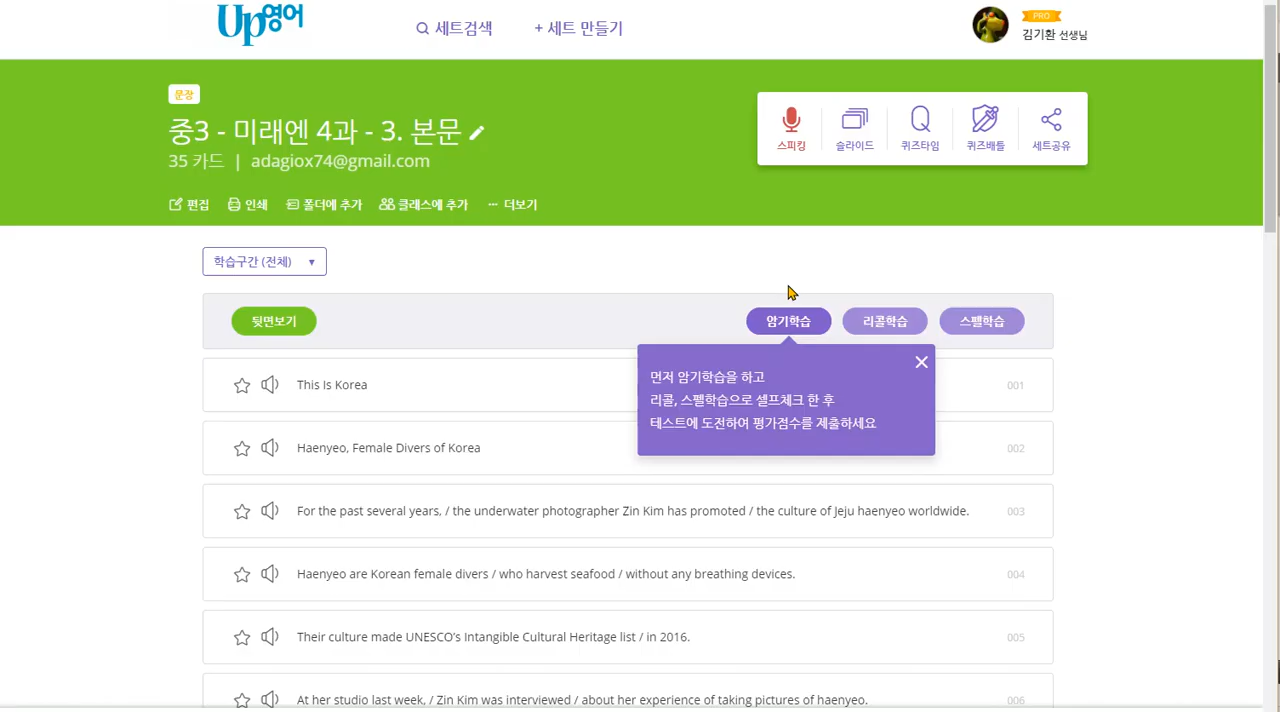 Up영어
세트검색
+ 세트 만들기
PRO
김기환 선생님
문장
중3 - 미래엔 4과 - 3. 본문
35 카드 | adagiox74@gmail.com
스피킹
슬라이드
퀴즈타임
퀴즈배틀
세트공유
편집
인쇄
폴더에 추가
클래스에 추가
··· 더보기
학습구간 (전체) ▼
뒷면보기
암기학습
리콜학습
스펠학습
먼저 암기학습을 하고
리콜, 스펠학습으로 셀프체크 한 후
테스트에 도전하여 평가점수를 제출하세요
This Is Korea
001
Haenyeo, Female Divers of Korea
002
For the past several years, / the underwater photographer Zin Kim has promoted / the culture of Jeju haenyeo worldwide.
003
Haenyeo are Korean female divers / who harvest seafood / without any breathing devices.
004
Their culture made UNESCO’s Intangible Cultural Heritage list / in 2016.
005
At her studio last week, / Zin Kim was interviewed / about her experience of taking pictures of haenyeo.
006